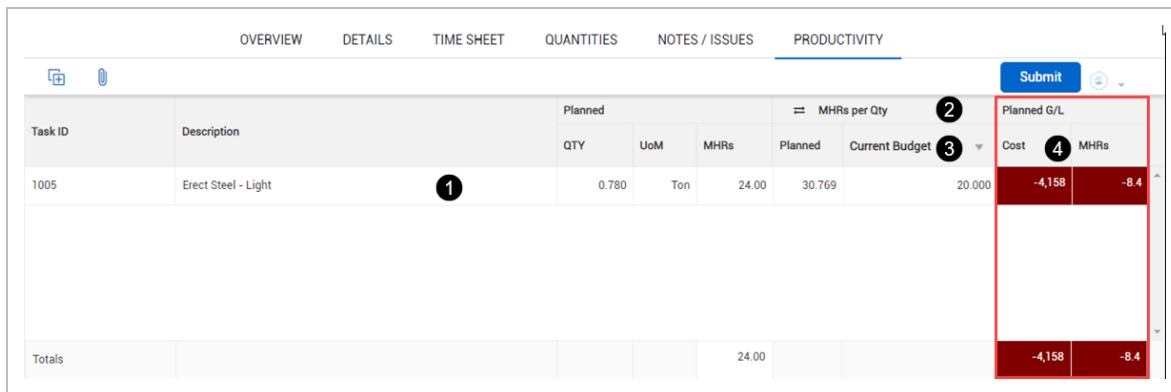 OVERVIEW DETAILS TIME SHEET QUANTITIES NOTES / ISSUES PRODUCTIVITY
Submit
Planned MHRs per Qty 2 Planned G/L
Task ID Description
QTY UoM MHRs Planned Current Budget 3 Cost 4 MHRs
1005 Erect Steel - Light 1 0.780 Ton 24.00 30.769 20.000 -4,158 -8.4
Totals 24.00 -4,158 -8.4